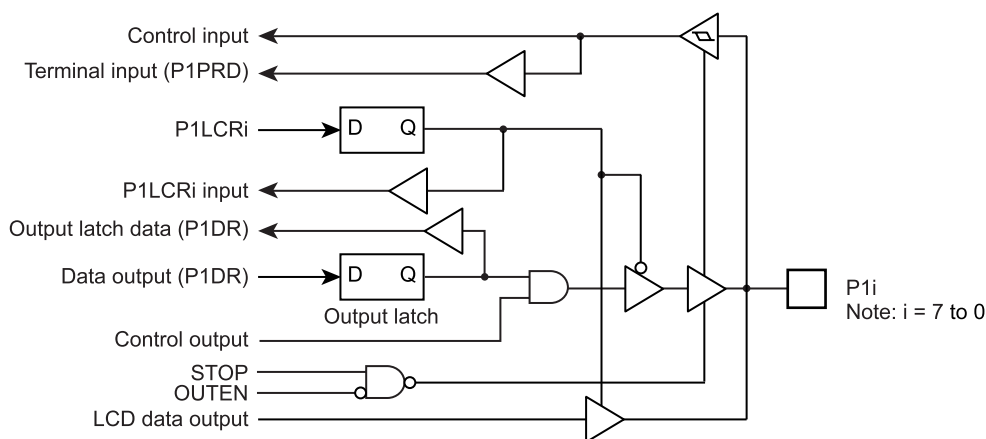 Control input
Terminal input (P1PRD)
P1LCRi
D Q
P1LCRi input
Output latch data (P1DR)
Data output (P1DR)
D Q
Output latch
P1i
Note: i = 7 to 0
Control output
STOP
OUTEN
LCD data output